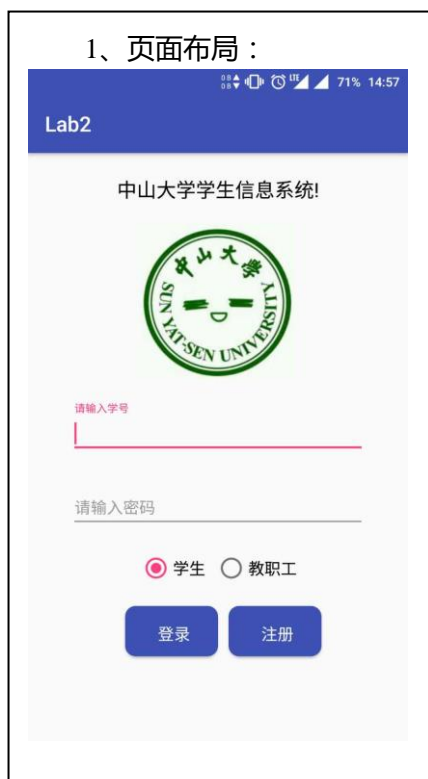 1、页面布局：
71% 14:57
Lab2
中山大学学生信息系统!
中山大学
SUN YAT-SEN UNIVERSITY
请输入学号
请输入密码
学生 教职工
登录 注册